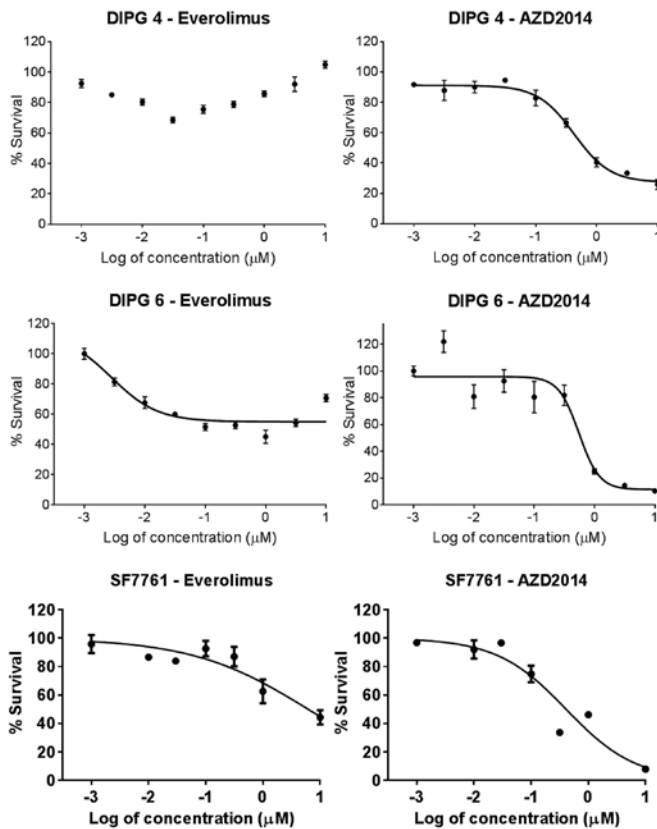 DIPG 4 - Everolimus
120
100
80
60
40
20
0
% Survival
-3 -2 -1 0 1
Log of concentration (μM)
DIPG 4 - AZD2014
120
100
80
60
40
20
0
% Survival
-3 -2 -1 0 1
Log of concentration (μM)
DIPG 6 - Everolimus
120
100
80
60
40
20
0
% Survival
-3 -2 -1 0 1
Log of concentration (μM)
DIPG 6 - AZD2014
120
100
80
60
40
20
0
% Survival
-3 -2 -1 0 1
Log of concentration (μM)
SF7761 - Everolimus
120
100
80
60
40
20
0
% Survival
-3 -2 -1 0 1
Log of concentration (μM)
SF7761 - AZD2014
120
100
80
60
40
20
0
% Survival
-3 -2 -1 0 1
Log of concentration (μM)